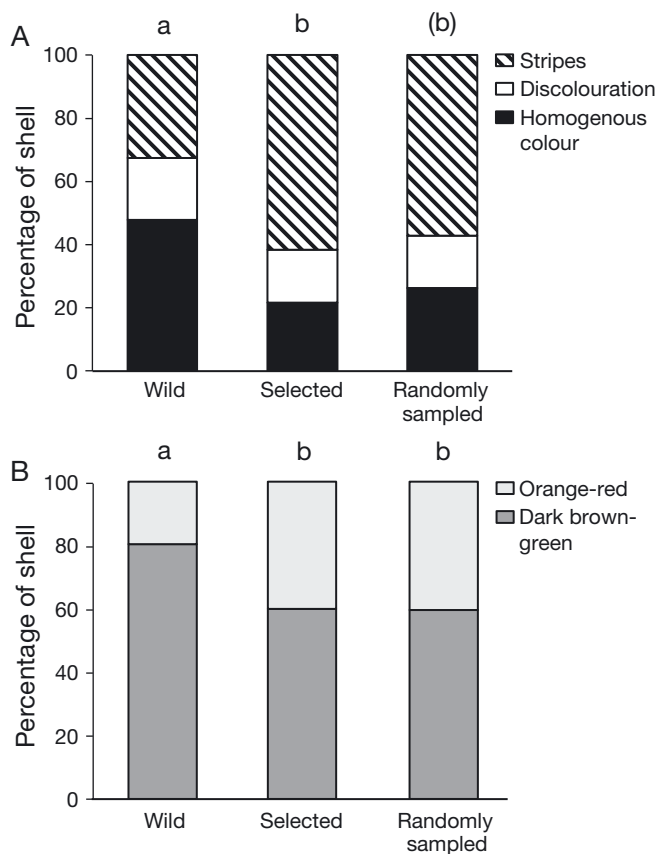 A
a b (b)
100
80
60
40
20
0
Percentage of shell
Stripes
Discolouration
Homogenous
colour
Wild Selected Randomly
sampled
B
a b b
100
80
60
40
20
0
Percentage of shell
Orange-red
Dark brown-
green
Wild Selected Randomly
sampled